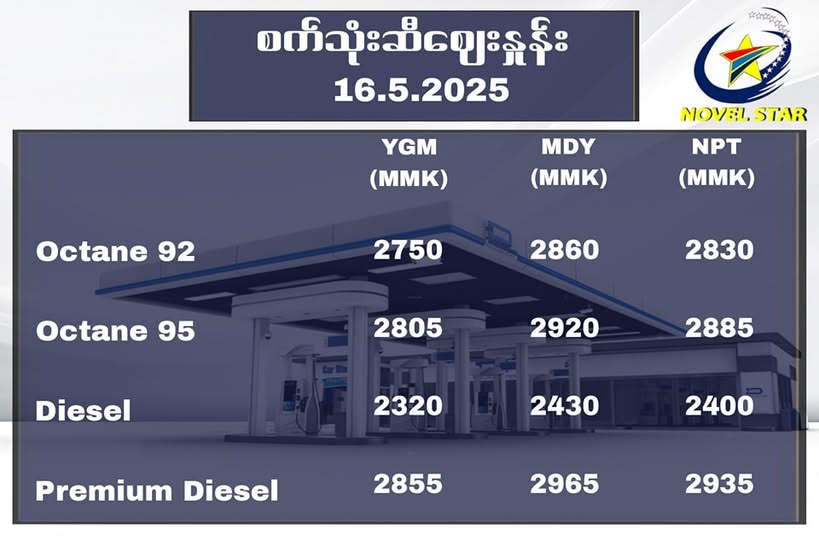 စက်သုံးဆီဈေးနှုန်း
16.5.2025
NOVEL STAR
YGM MDY NPT
(MMK) (MMK) (MMK)
Octane 92 2750 2860 2830
Octane 95 2805 2920 2885
Diesel 2320 2430 2400
Premium Diesel 2855 2965 2935